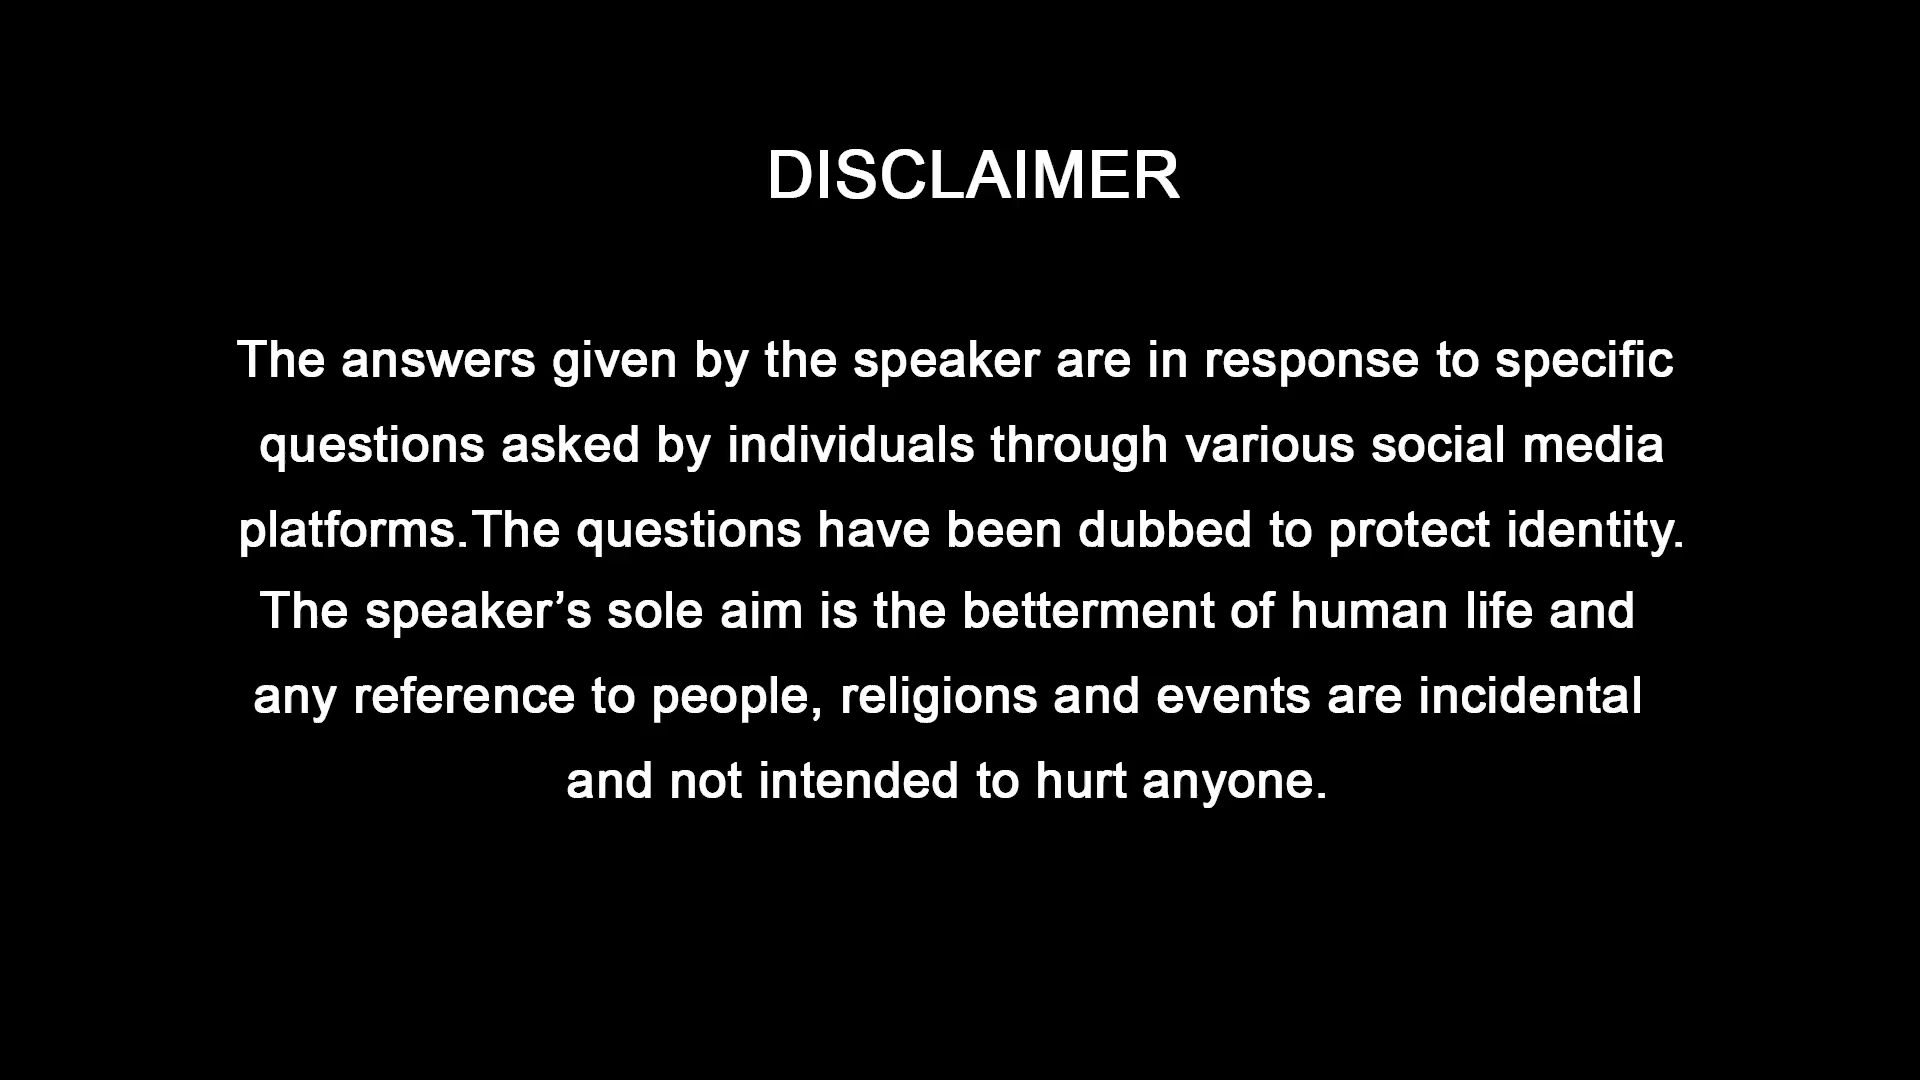 DISCLAIMER
The answers given by the speaker are in response to specific
questions asked by individuals through various social media
platforms.The questions have been dubbed to protect identity.
The speaker’s sole aim is the betterment of human life and
any reference to people, religions and events are incidental
and not intended to hurt anyone.